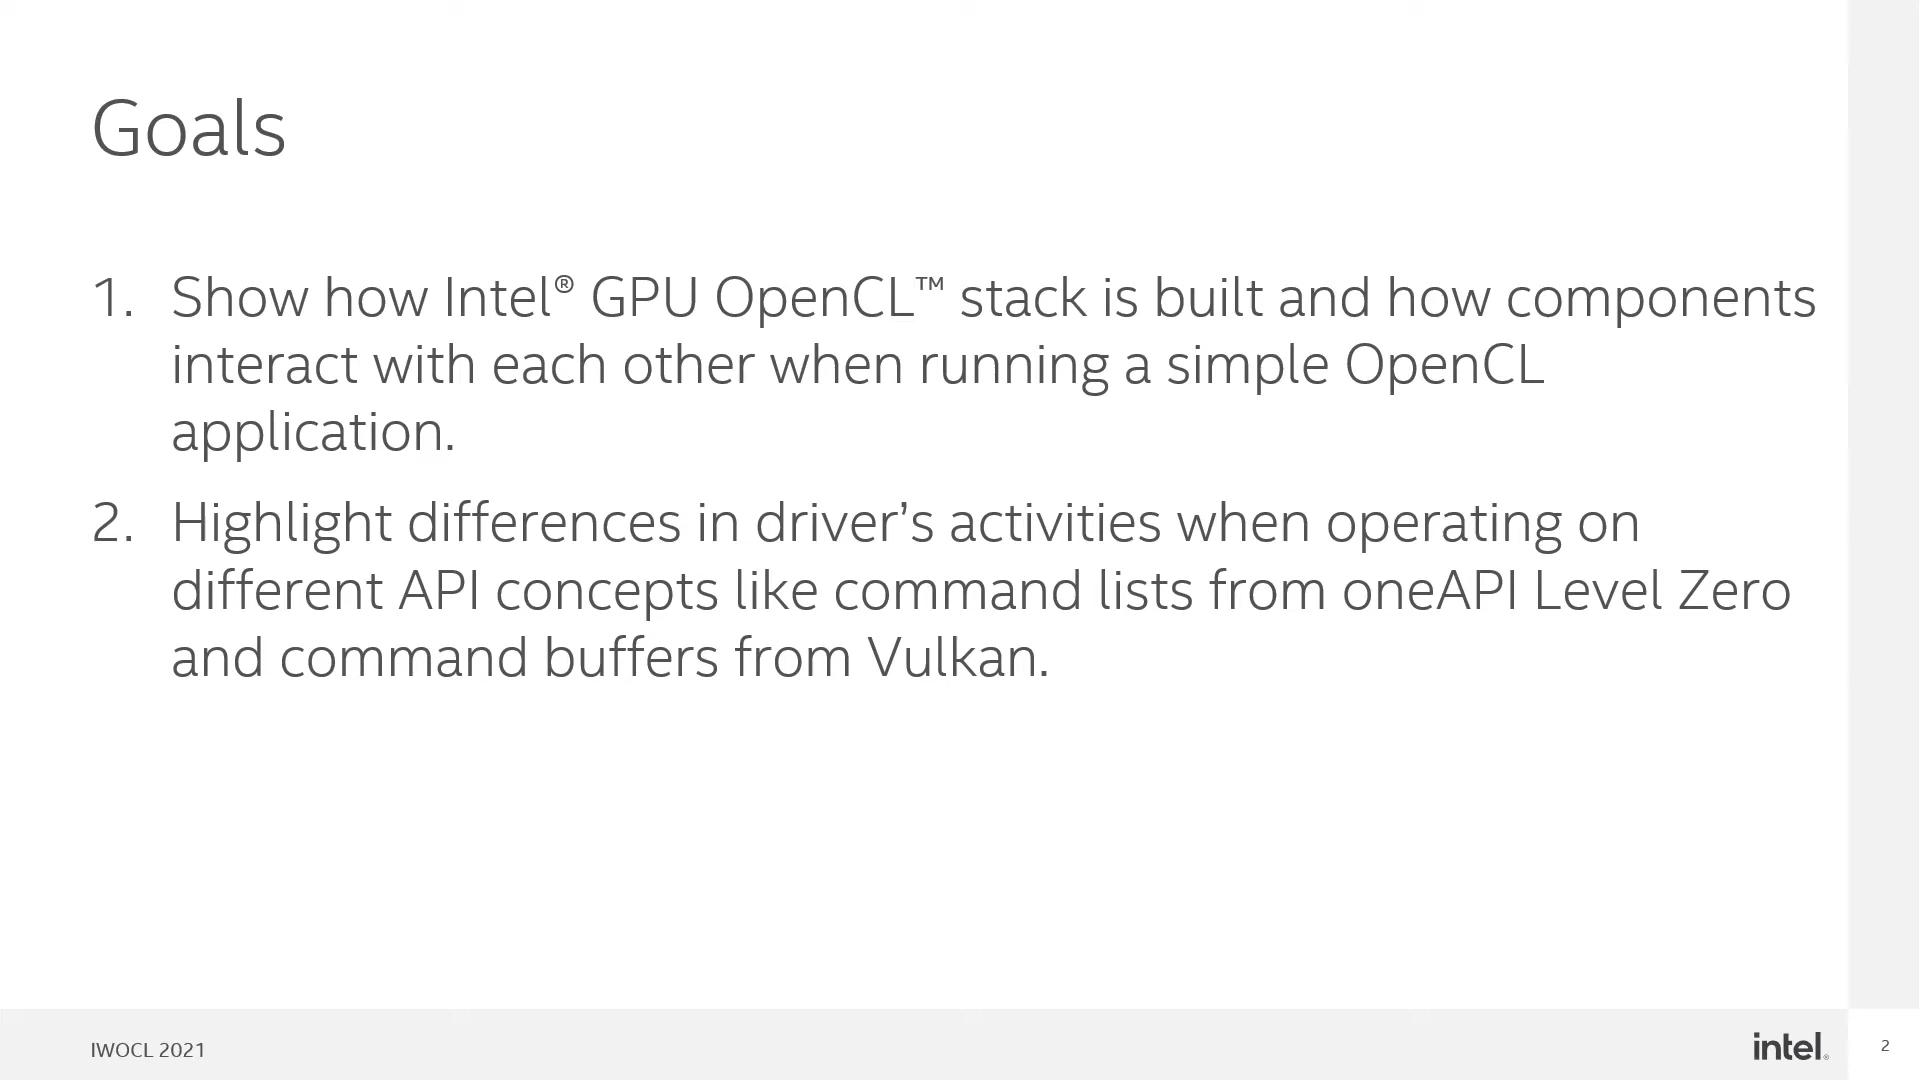 Goals
1. Show how Intel® GPU OpenCL™ stack is built and how components
interact with each other when running a simple OpenCL
application.
2. Highlight differences in driver’s activities when operating on
different API concepts like command lists from oneAPI Level Zero
and command buffers from Vulkan.
IWOCL 2021
intel®
2